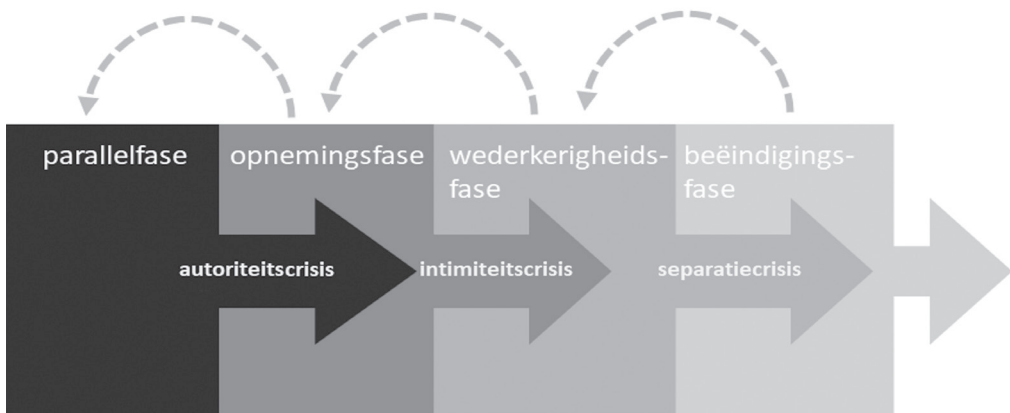 parallelfase
opnemingsfase
wederkerigheids-
fase
beëindigings-
fase
autoriteitscrisis
intimiteitscrisis
separatiecrisis